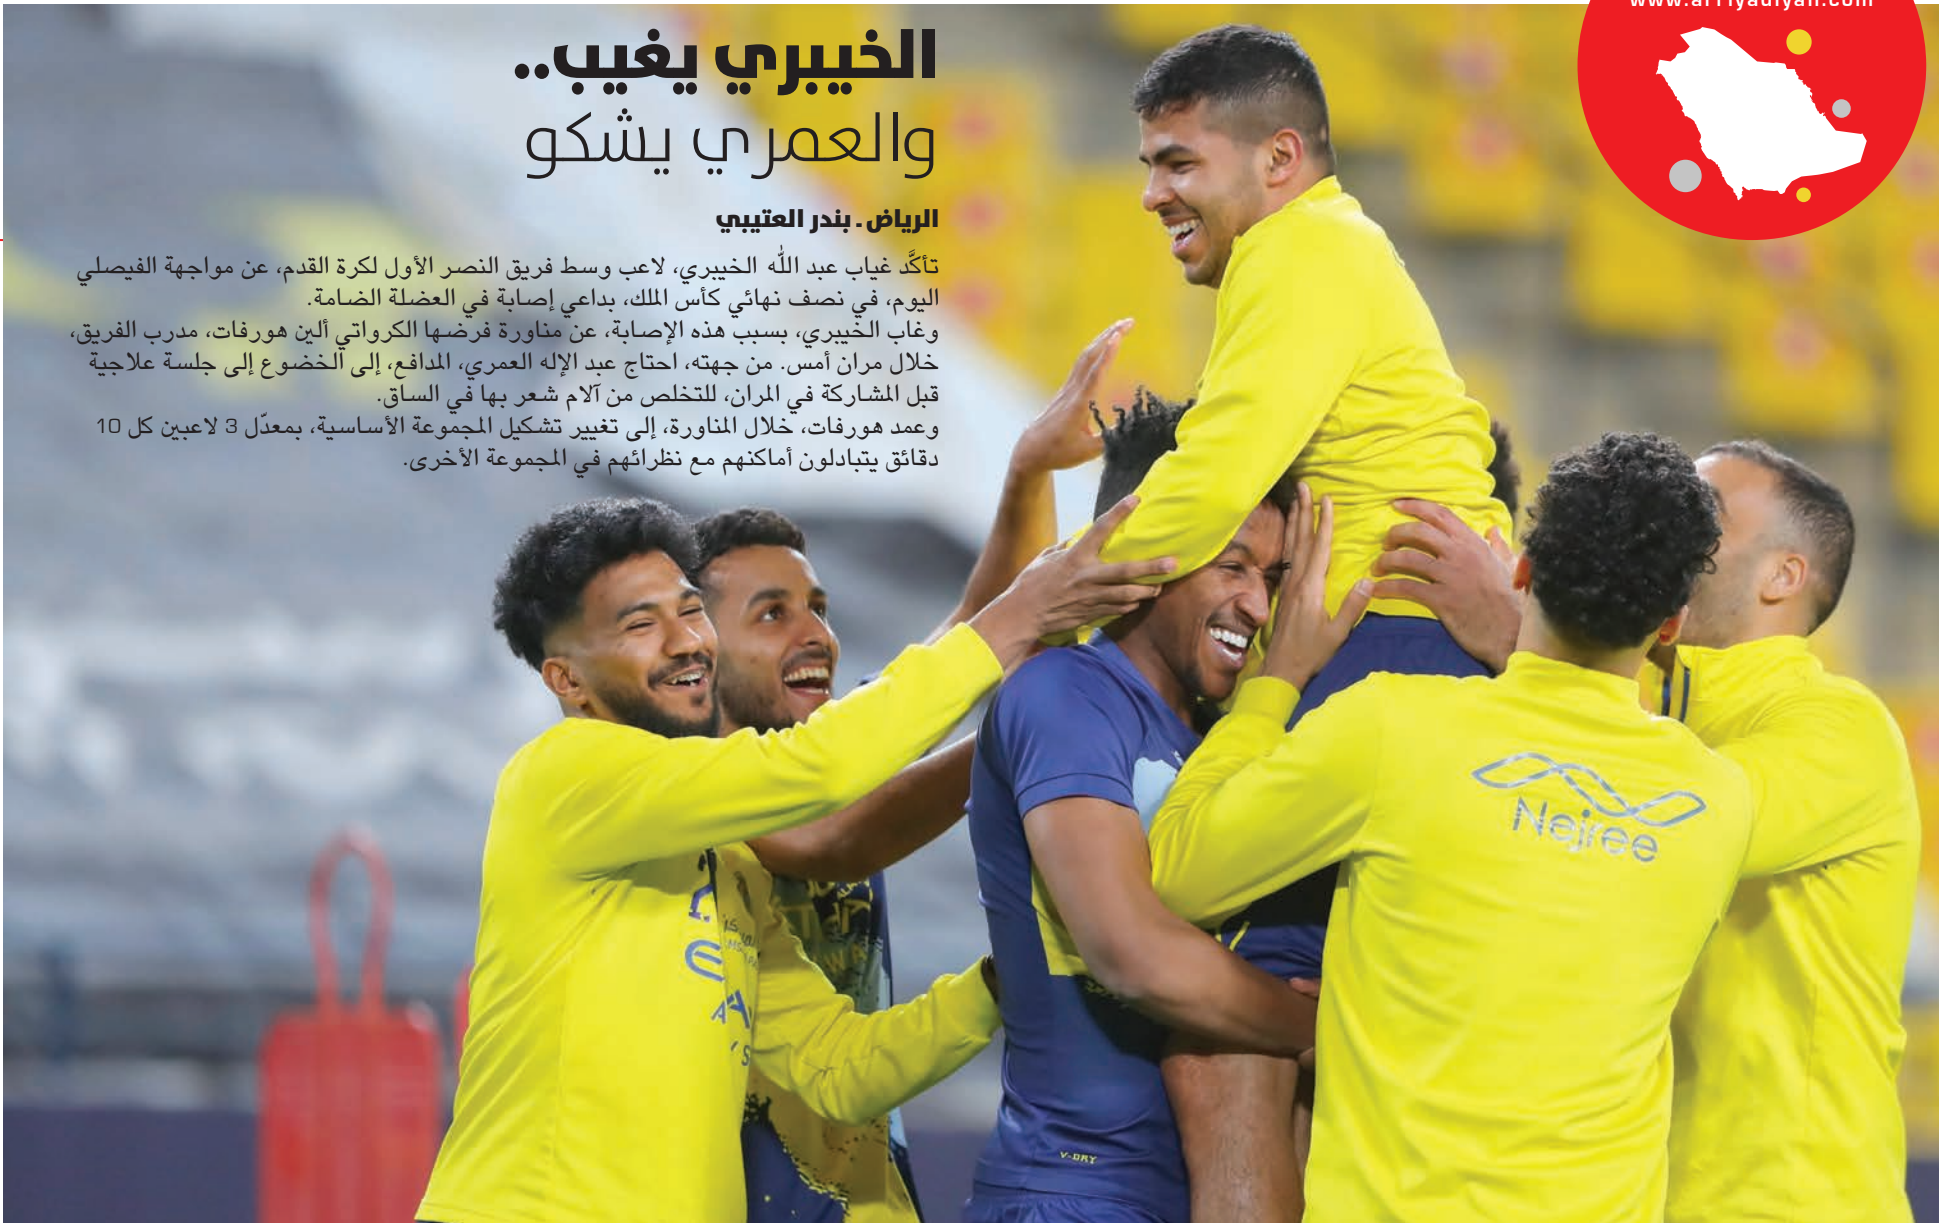 www.arriyadiyah.com
الخيبري يغيب..
والعمري يشكو
الرياض. بندر العتيبي
تأكَّد غياب عبد الله الخيبري، لاعب وسط فريق النصر الأول لكرة القدم، عن مواجهة الفيصلي
اليوم، في نصف نهائي كأس الملك، بداعي إصابة في العضلة الضامة.
وغاب الخيبري، بسبب هذه الإصابة، عن مناورة فرضها الكرواتي ألين هورفات، مدرب الفريق،
خلال مران أمس. من جهته، احتاج عبد الإله العمري، المدافع، إلى الخضوع إلى جلسة علاجية
قبل المشاركة في المران، للتخلص من آلام شعر بها في الساق.
وعمد هورفات، خلال المناورة، إلى تغيير تشكيل المجموعة الأساسية، بمعدّل 3 لاعبين كل 10
دقائق يتبادلون أماكنهم مع نظرائهم في المجموعة الأخرى.
Nejree
V-DRY